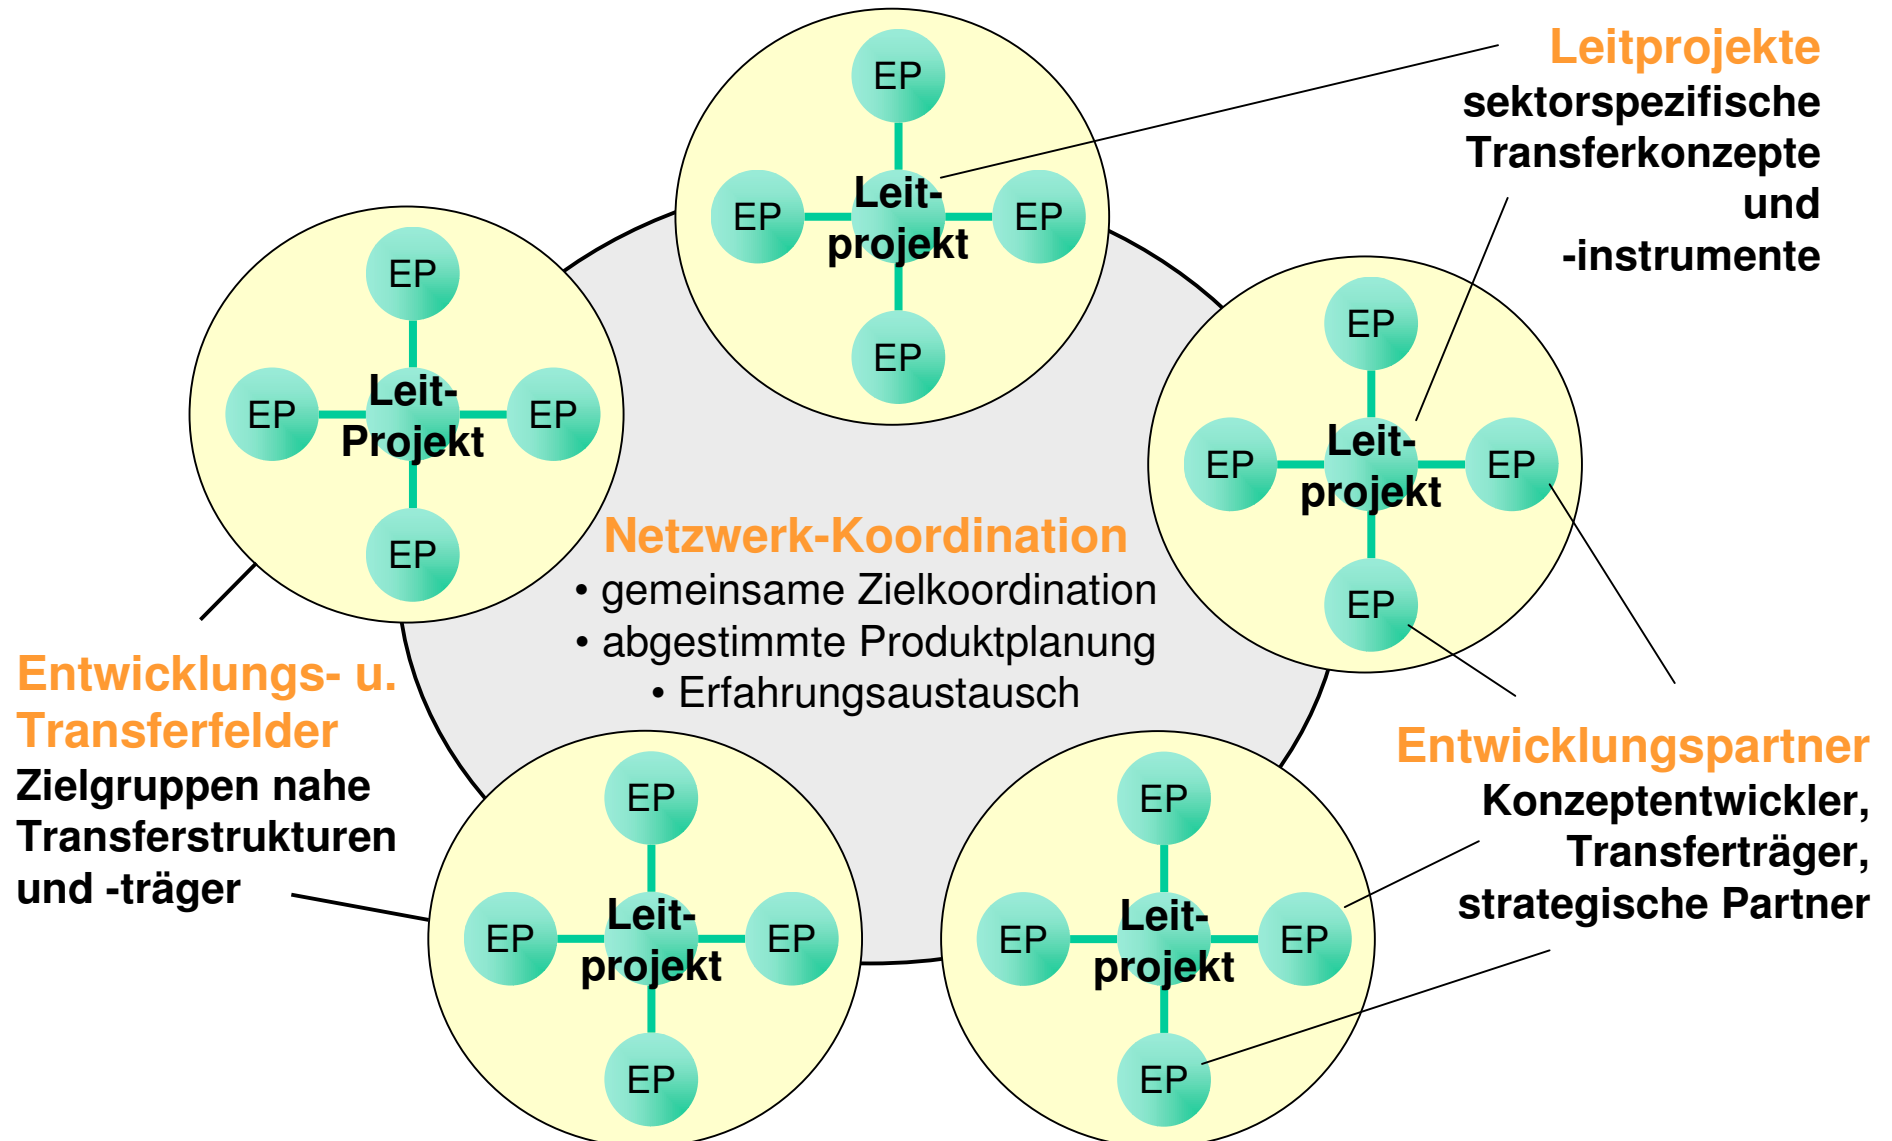 EP
EP
Leit-
projekt
EP
EP
Leitprojekte
sektorspezifische
Transferkonzepte
und
-instrumente
EP
EP
Leit-
Projekt
EP
EP
EP
EP
Leit-
projekt
EP
EP
Netzwerk-Koordination
• gemeinsame Zielkoordination
• abgestimmte Produktplanung
• Erfahrungsaustausch
Entwicklungs- u.
Transferfelder
Zielgruppen nahe
Transferstrukturen
und -träger
Entwicklungspartner
Konzeptentwickler,
Transferträger,
strategische Partner
EP
EP
Leit-
projekt
EP
EP
EP
EP
Leit-
projekt
EP
EP